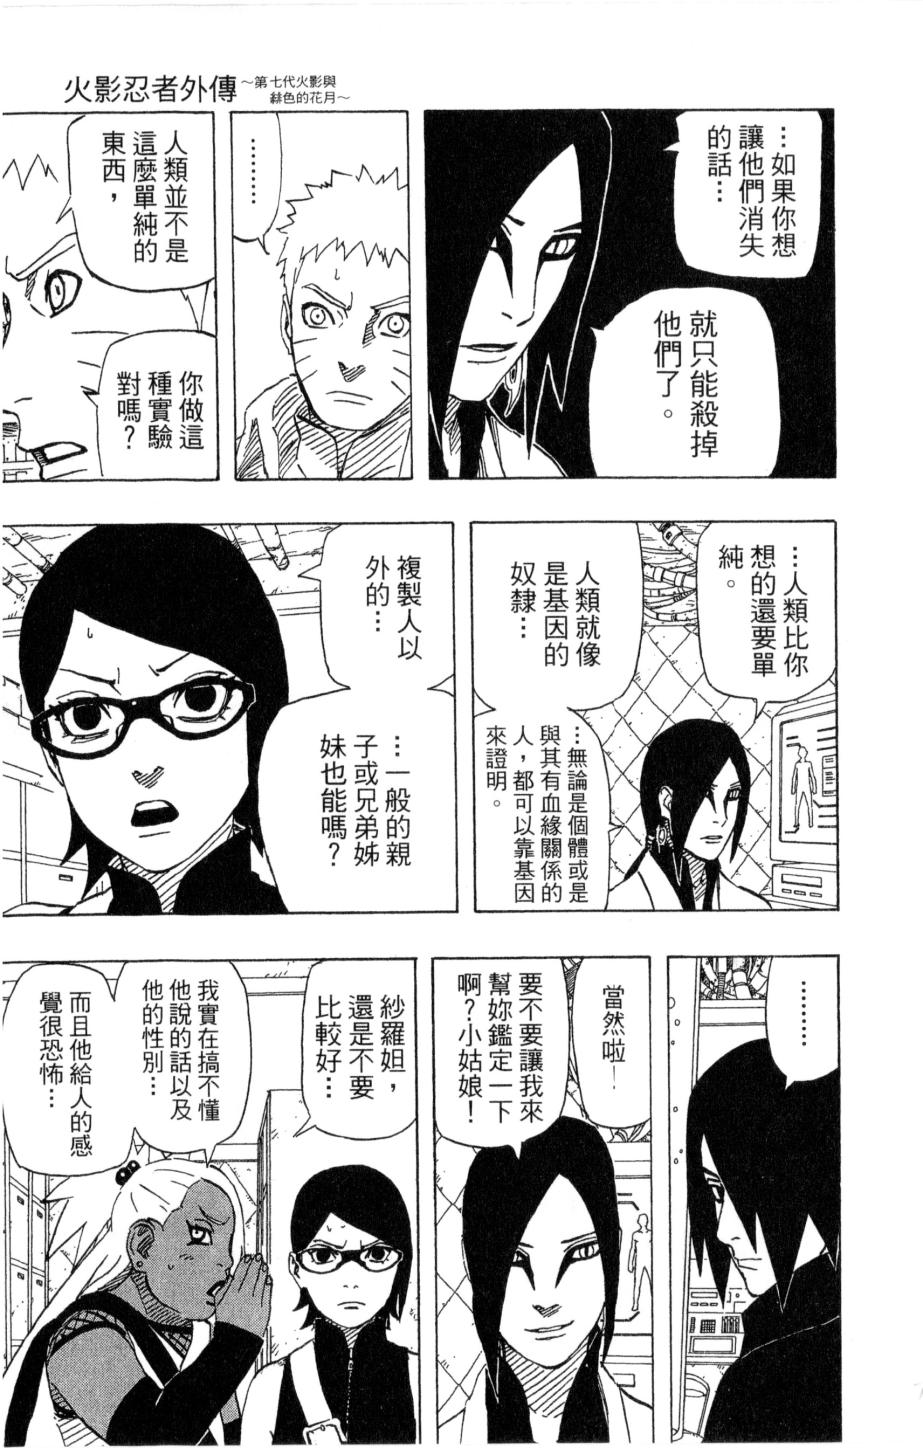 火影忍者外傳
～第七代火影與
緋色的花月～
…如果你想
讓他們消失
的話…
就只能殺掉
他們了。
………
人類並不是
這麼單純的
東西，
你做這
種實驗
對嗎？
…人類比你
想的還要單
純。
人類就像
是基因的
奴隸…
…無論是個體或是
與其有血緣關係的
人，都可以靠基因
來證明。
複製人以
外的…
…一般的親
子或兄弟姊
妹也能嗎？
………
當然啦—
要不要讓我來
幫妳鑑定一下
啊？小姑娘！
紗羅妲，
還是不要
比較好…
我實在搞不懂
他說的話以及
他的性別…
而且他給人的感
覺很恐怖…